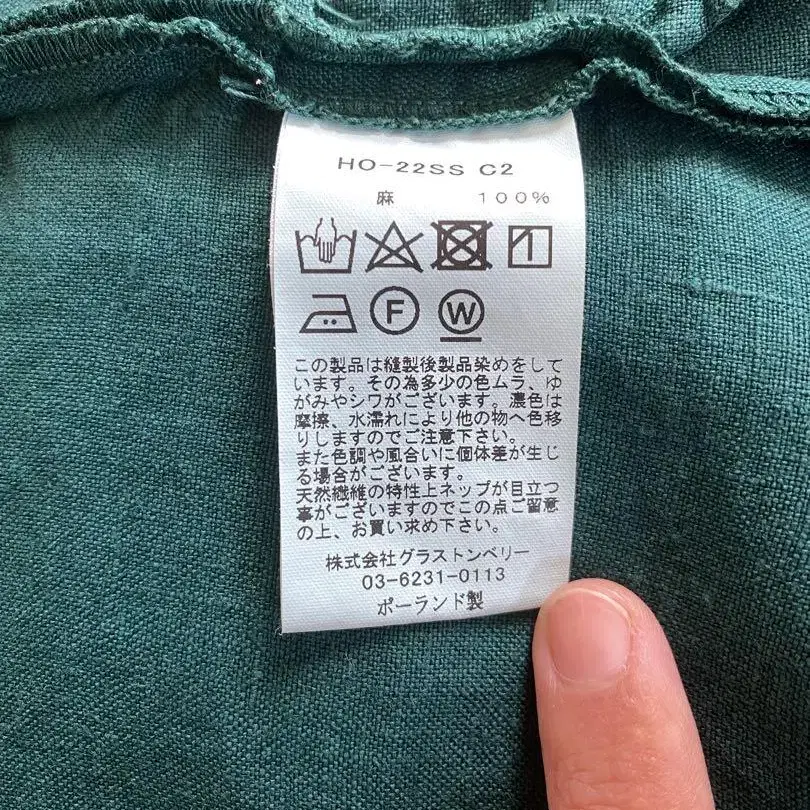 HO-22SS C2
麻 100%
F W
この製品は縫製後製品染めをして
います。その為多少の色ムラ、ゆ
がみやシワがございます。濃色は
摩擦、水濡れにより他の物へ色移
りしますのでご注意下さい。
また色調や風合いに個体差が生じ
る場合がございます。
天然繊維の特性上ネップが目立つ
事がございますのでこの点ご留意
の上、お買い求め下さい。
株式会社グラストンベリー
03-6231-0113
ポーランド製